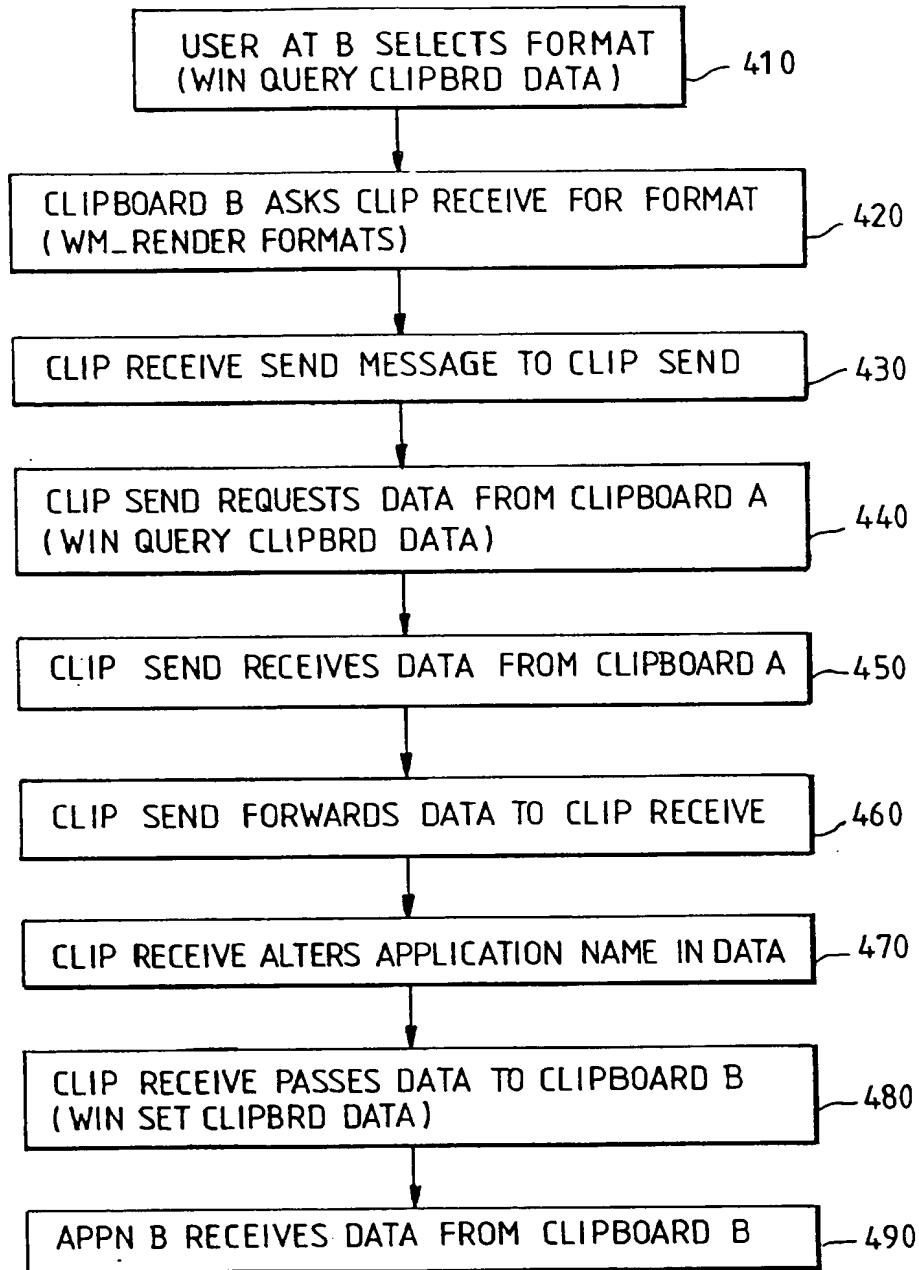 USER AT B SELECTS FORMAT
(WIN QUERY CLIPBRD DATA)
410
CLIPBOARD B ASKS CLIP RECEIVE FOR FORMAT
(WM_RENDER FORMATS)
420
CLIP RECEIVE SEND MESSAGE TO CLIP SEND
430
CLIP SEND REQUESTS DATA FROM CLIPBOARD A
(WIN QUERY CLIPBRD DATA)
440
CLIP SEND RECEIVES DATA FROM CLIPBOARD A
450
CLIP SEND FORWARDS DATA TO CLIP RECEIVE
460
CLIP RECEIVE ALTERS APPLICATION NAME IN DATA
470
CLIP RECEIVE PASSES DATA TO CLIPBOARD B
(WIN SET CLIPBRD DATA)
480
APPN B RECEIVES DATA FROM CLIPBOARD B
490